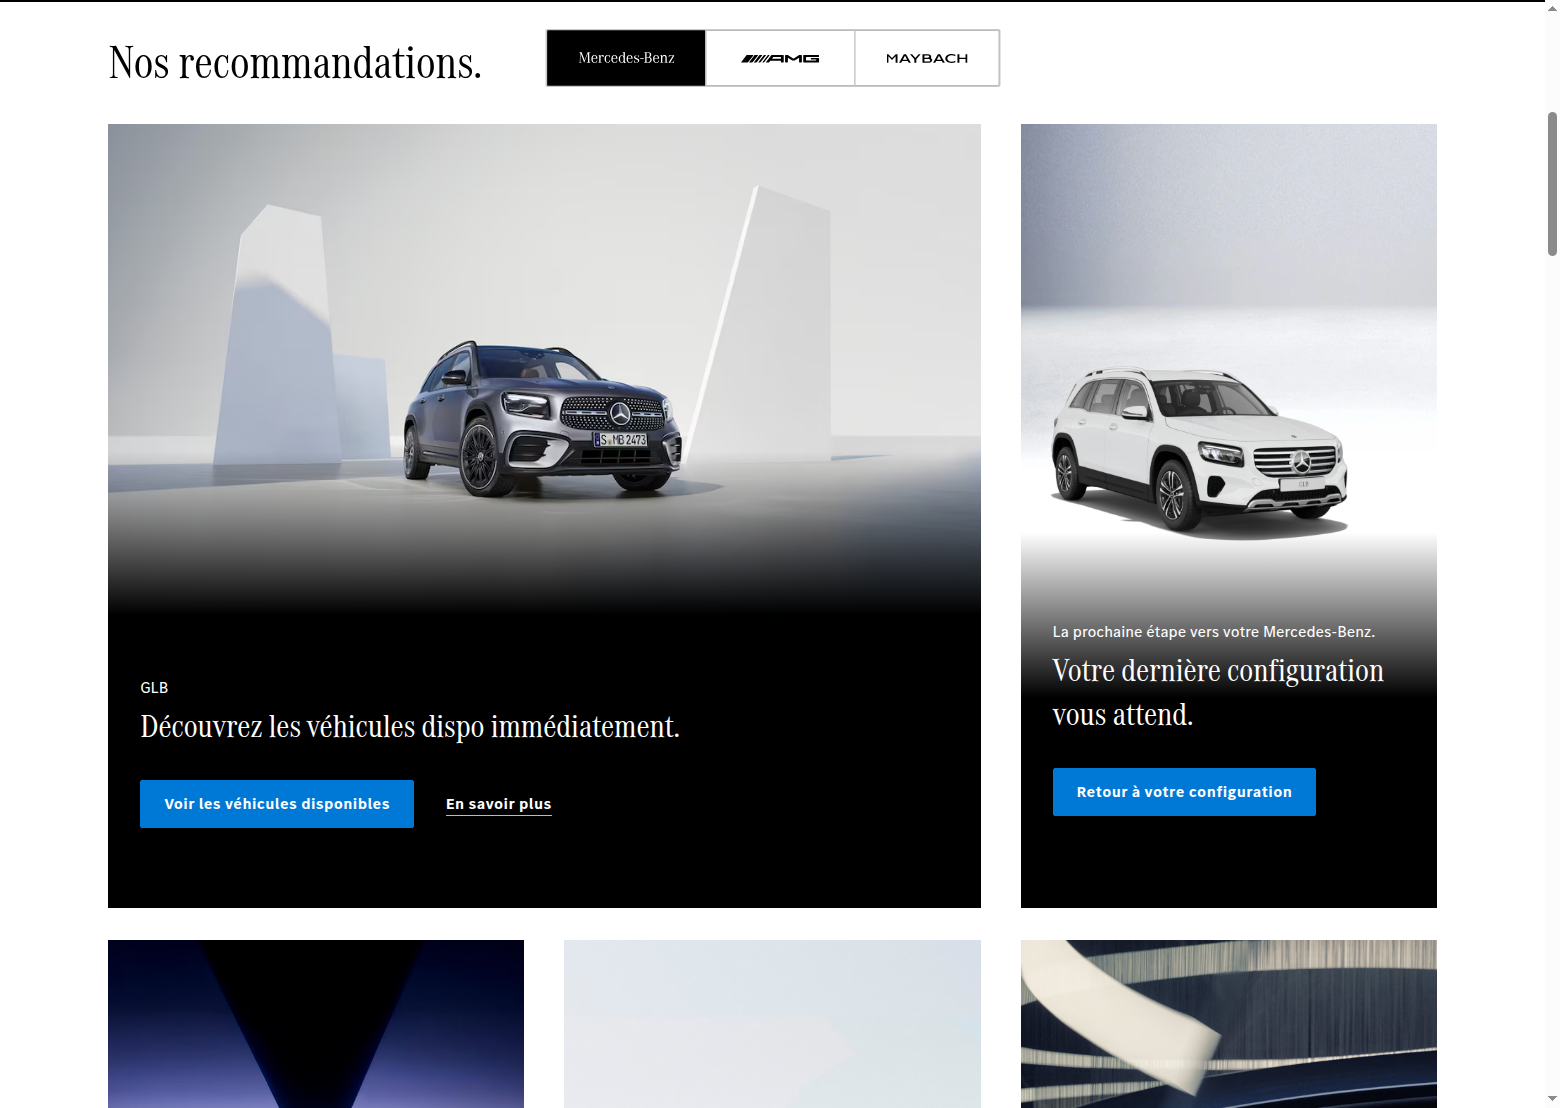 Nos recommandations.
Mercedes-Benz
AMG
MAYBACH
S MB 2473
GLB
GLB
Découvrez les véhicules dispo immédiatement.
Voir les véhicules disponibles
En savoir plus
La prochaine étape vers votre Mercedes-Benz.
Votre dernière configuration
vous attend.
Retour à votre configuration